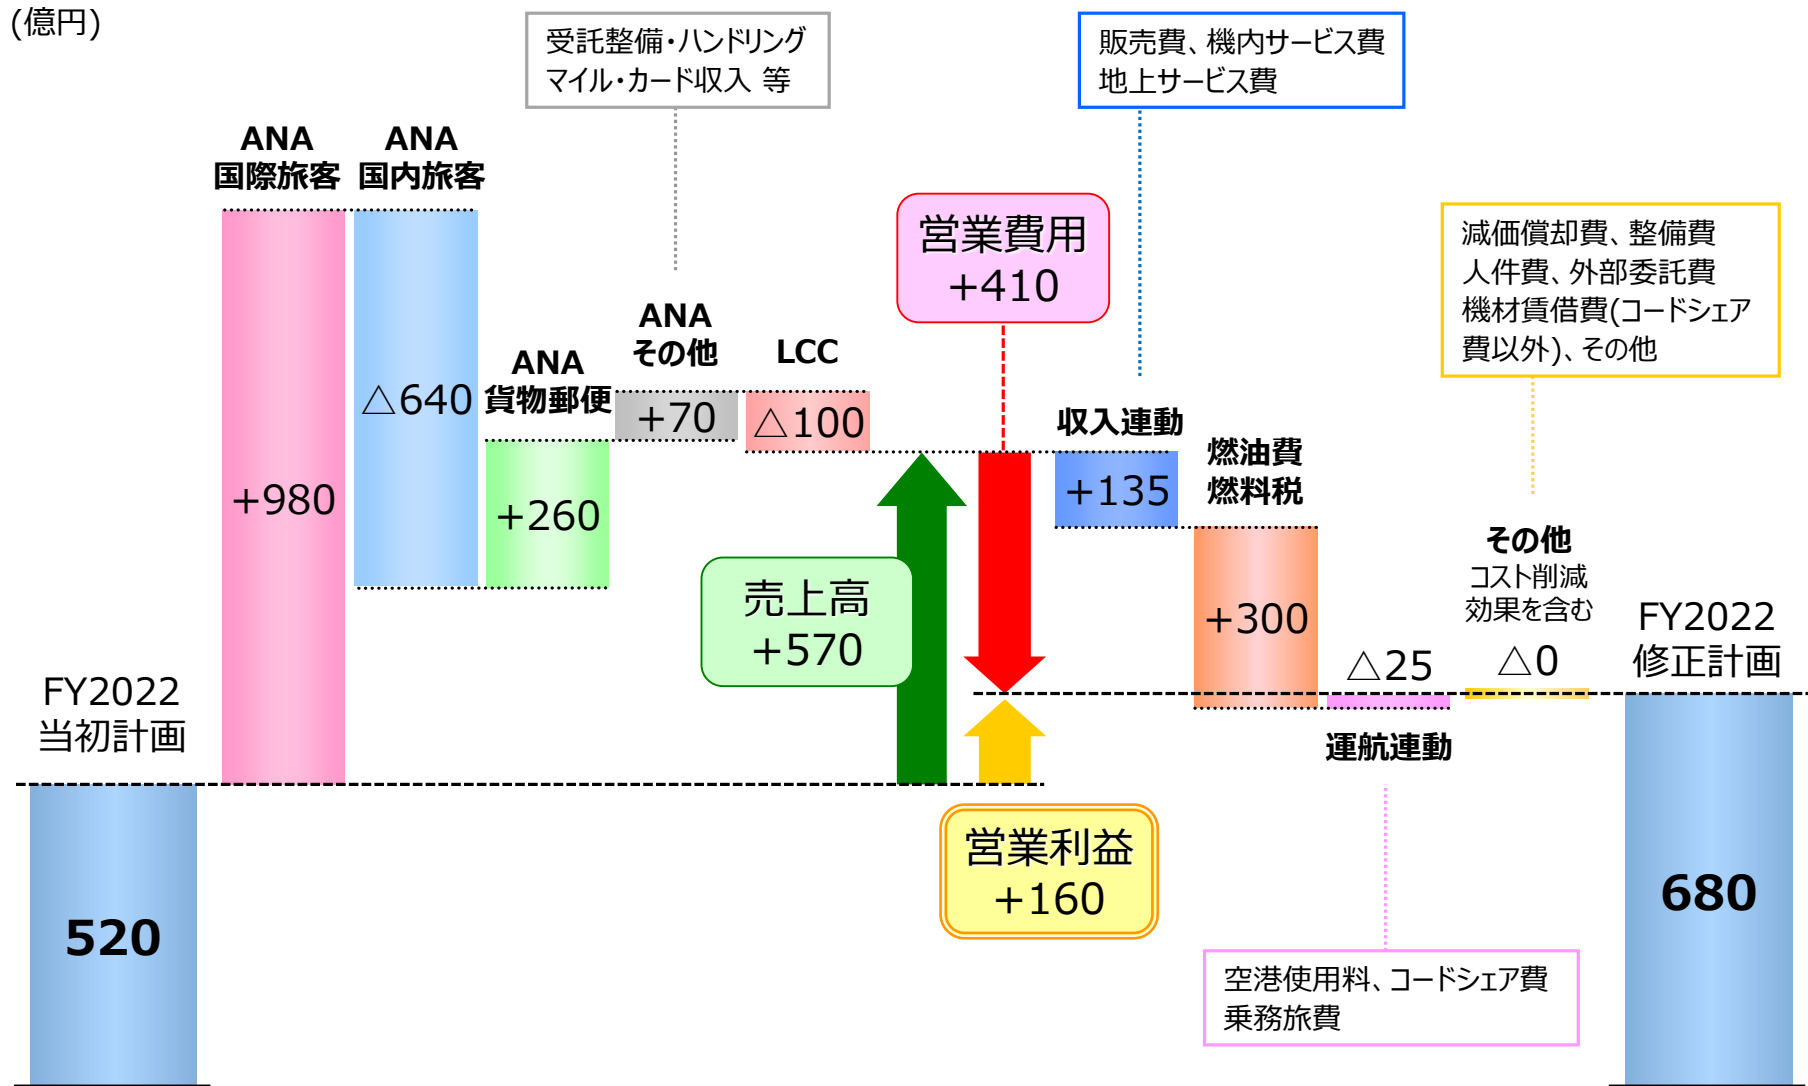 (億円)
受託整備・ハンドリング
マイル・カード収入 等
販売費、機内サービス費
地上サービス費
ANA
国際旅客
ANA
国内旅客
営業費用
+410
減価償却費、整備費
人件費、外部委託費
機材賃借費(コードシェア
費以外)、その他
ANA
貨物郵便
ANA
その他
LCC
+980
△640
+260
+70
△100
収入連動
+135
燃油費
燃料税
+300
売上高
+570
△25
運航連動
その他
コスト削減
効果を含む
△0
FY2022
当初計画
FY2022
修正計画
営業利益
+160
520
680
空港使用料、コードシェア費
乗務旅費